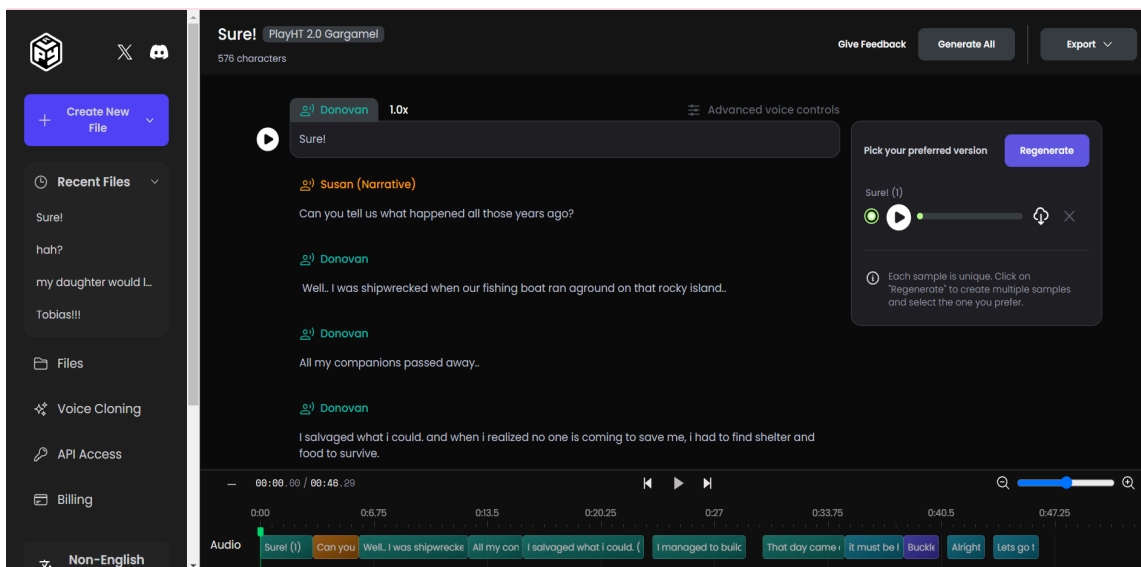 Sure! PlayHT 2.0 Gargamel
576 characters
Give Feedback
Generate All
Export
Create New
File
Recent Files
Sure!
hah?
my daughter would l...
Tobias!!!
Files
Voice Cloning
API Access
Billing
Non-English
Donovan 1.0x
Advanced voice controls
Sure!
Susan (Narrative)
Can you tell us what happened all those years ago?
Donovan
Well.. I was shipwrecked when our fishing boat ran aground on that rocky island..
Donovan
All my companions passed away..
Donovan
I salvaged what i could. and when i realized no one is coming to save me, i had to find shelter and
food to survive.
Pick your preferred version
Regenerate
Sure! (1)
Each sample is unique. Click on
"Regenerate" to create multiple samples
and select the one you prefer.
00:00.00 / 00:46.29
0:00 0:6.75 0:13.5 0:20.25 0:27 0:33.75 0:40.5 0:47.25
Audio
Sure! (1) Can you Well.. I was shipwrecke All my con I salvaged what i could. ( I managed to build That day came it must be l Buckle Alright Lets go t